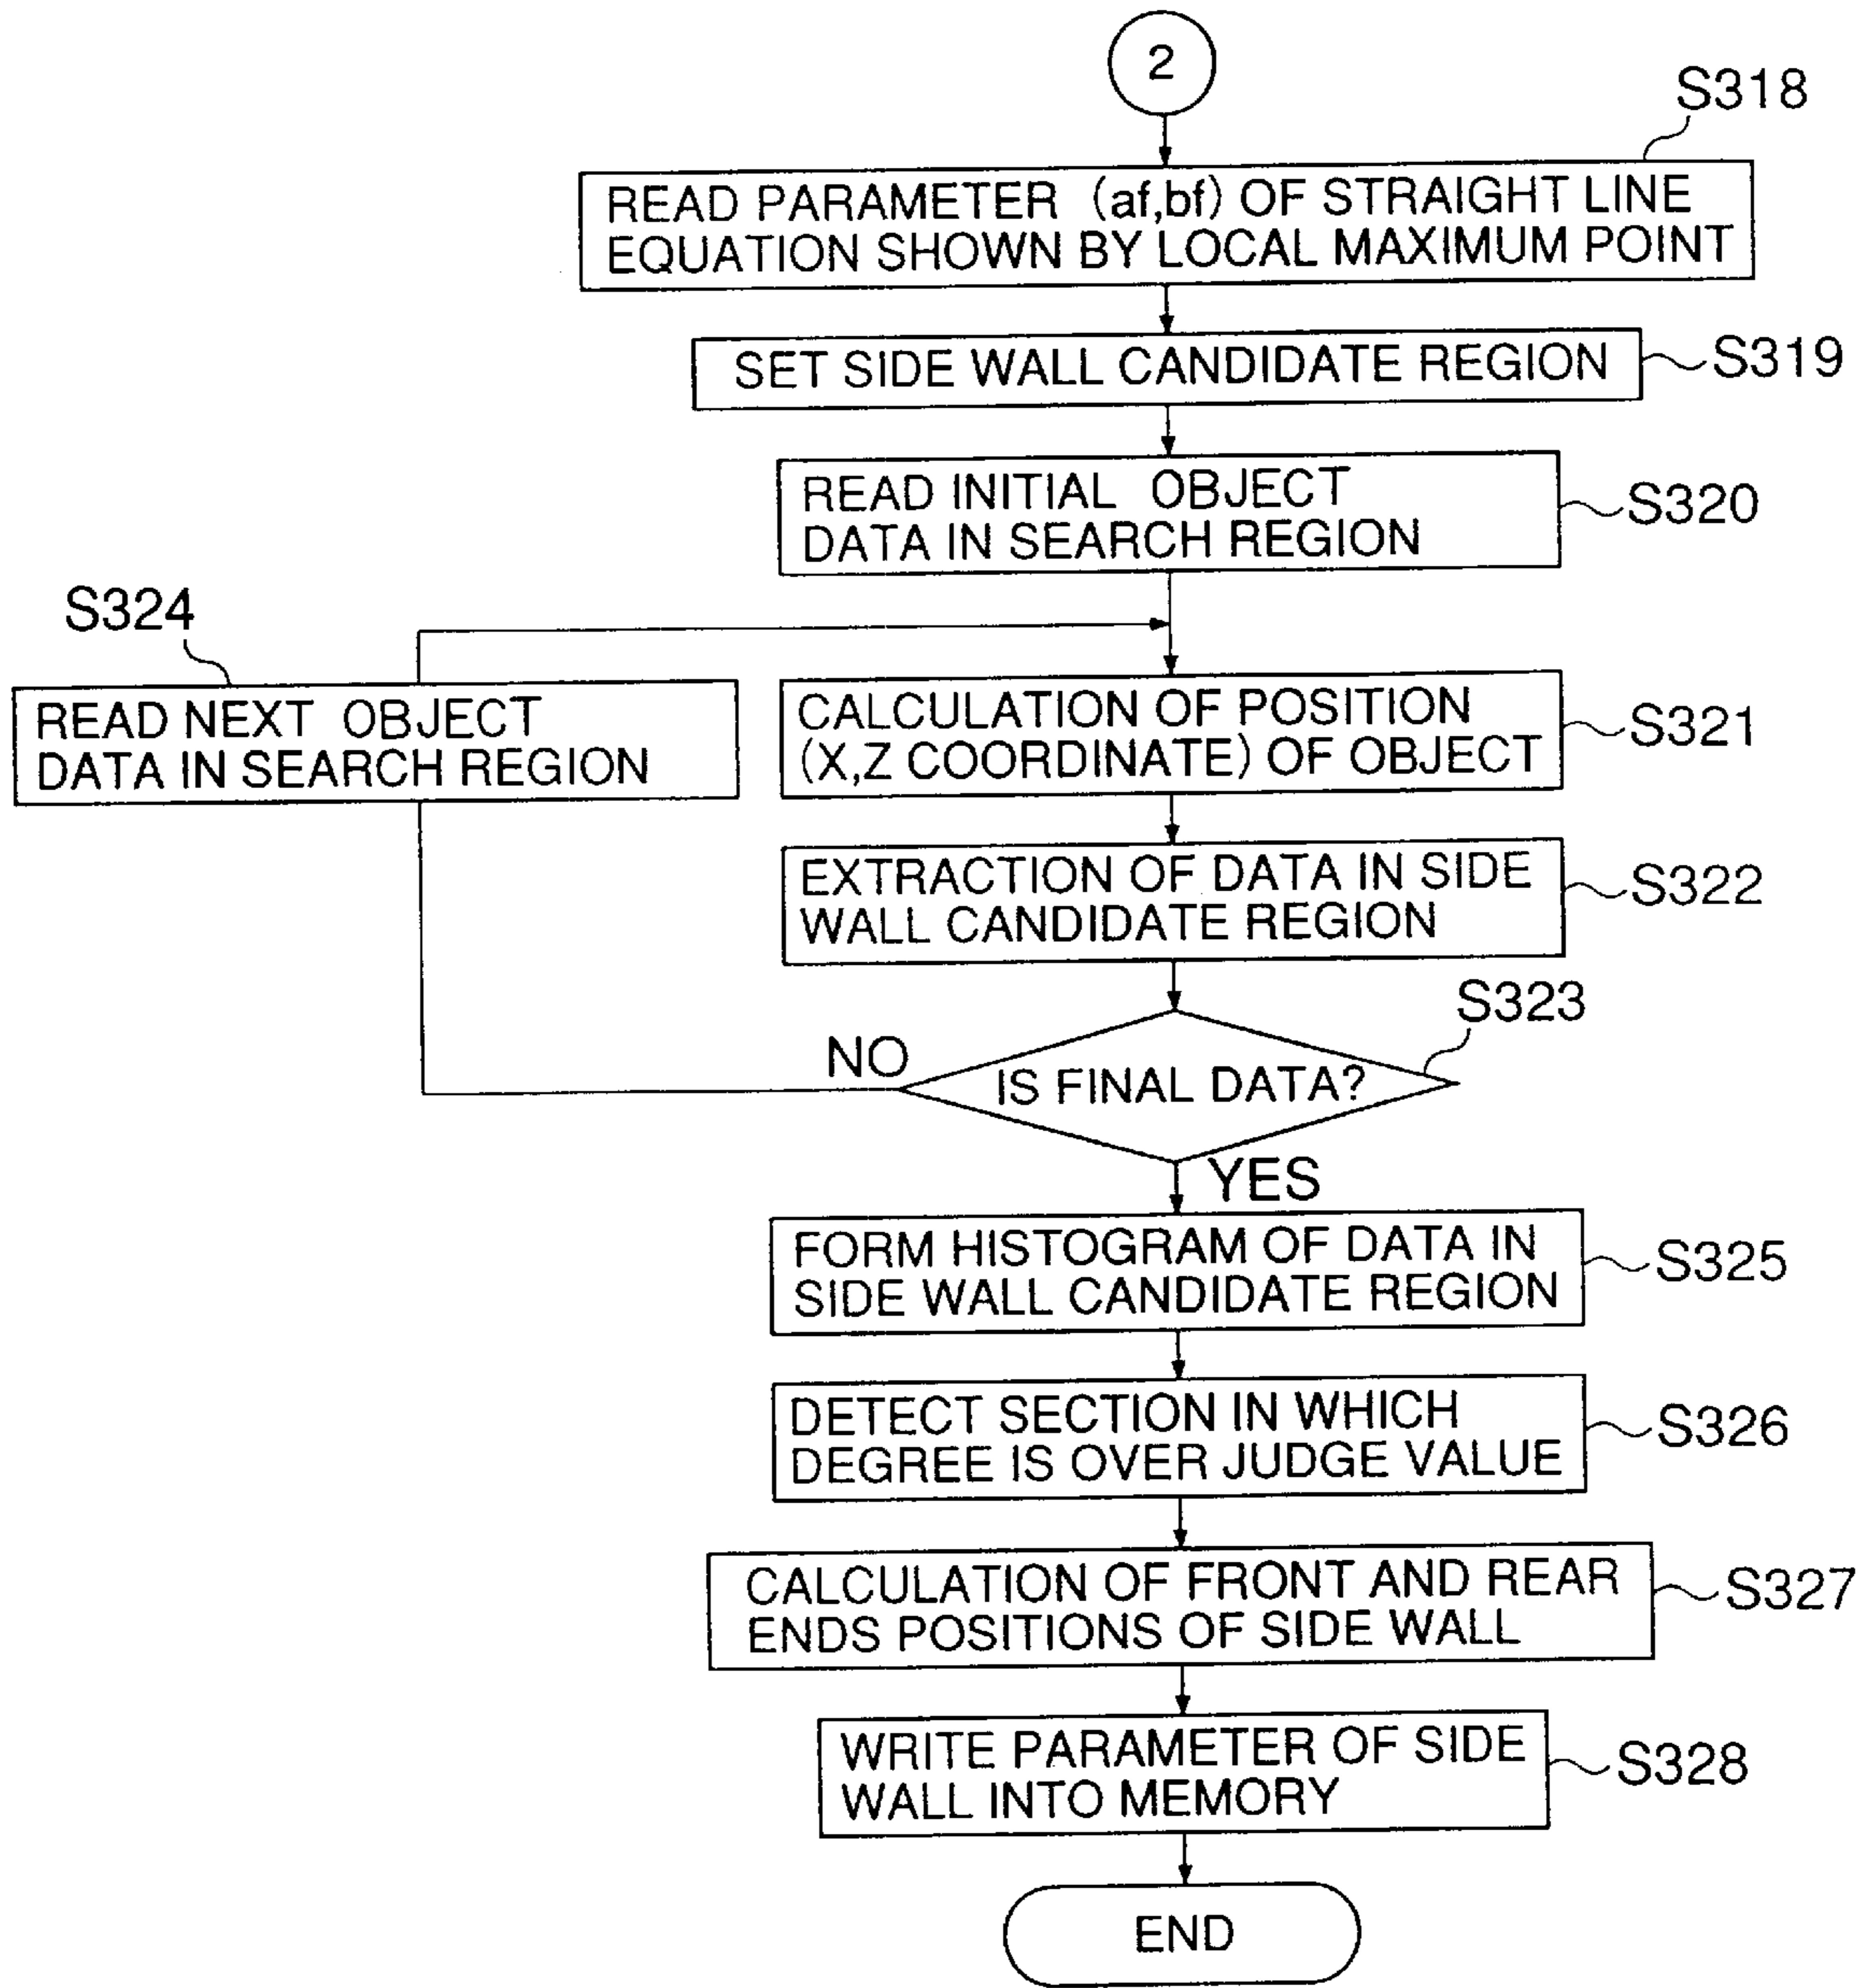 2
S318
READ PARAMETER (af,bf) OF STRAIGHT LINE
EQUATION SHOWN BY LOCAL MAXIMUM POINT
SET SIDE WALL CANDIDATE REGION
S319
READ INITIAL OBJECT
DATA IN SEARCH REGION
S320
S324
READ NEXT OBJECT
DATA IN SEARCH REGION
CALCULATION OF POSITION
(X,Z COORDINATE) OF OBJECT
S321
EXTRACTION OF DATA IN SIDE
WALL CANDIDATE REGION
S322
S323
NO
IS FINAL DATA?
YES
FORM HISTOGRAM OF DATA IN
SIDE WALL CANDIDATE REGION
S325
DETECT SECTION IN WHICH
DEGREE IS OVER JUDGE VALUE
S326
CALCULATION OF FRONT AND REAR
ENDS POSITIONS OF SIDE WALL
S327
WRITE PARAMETER OF SIDE
WALL INTO MEMORY
S328
END